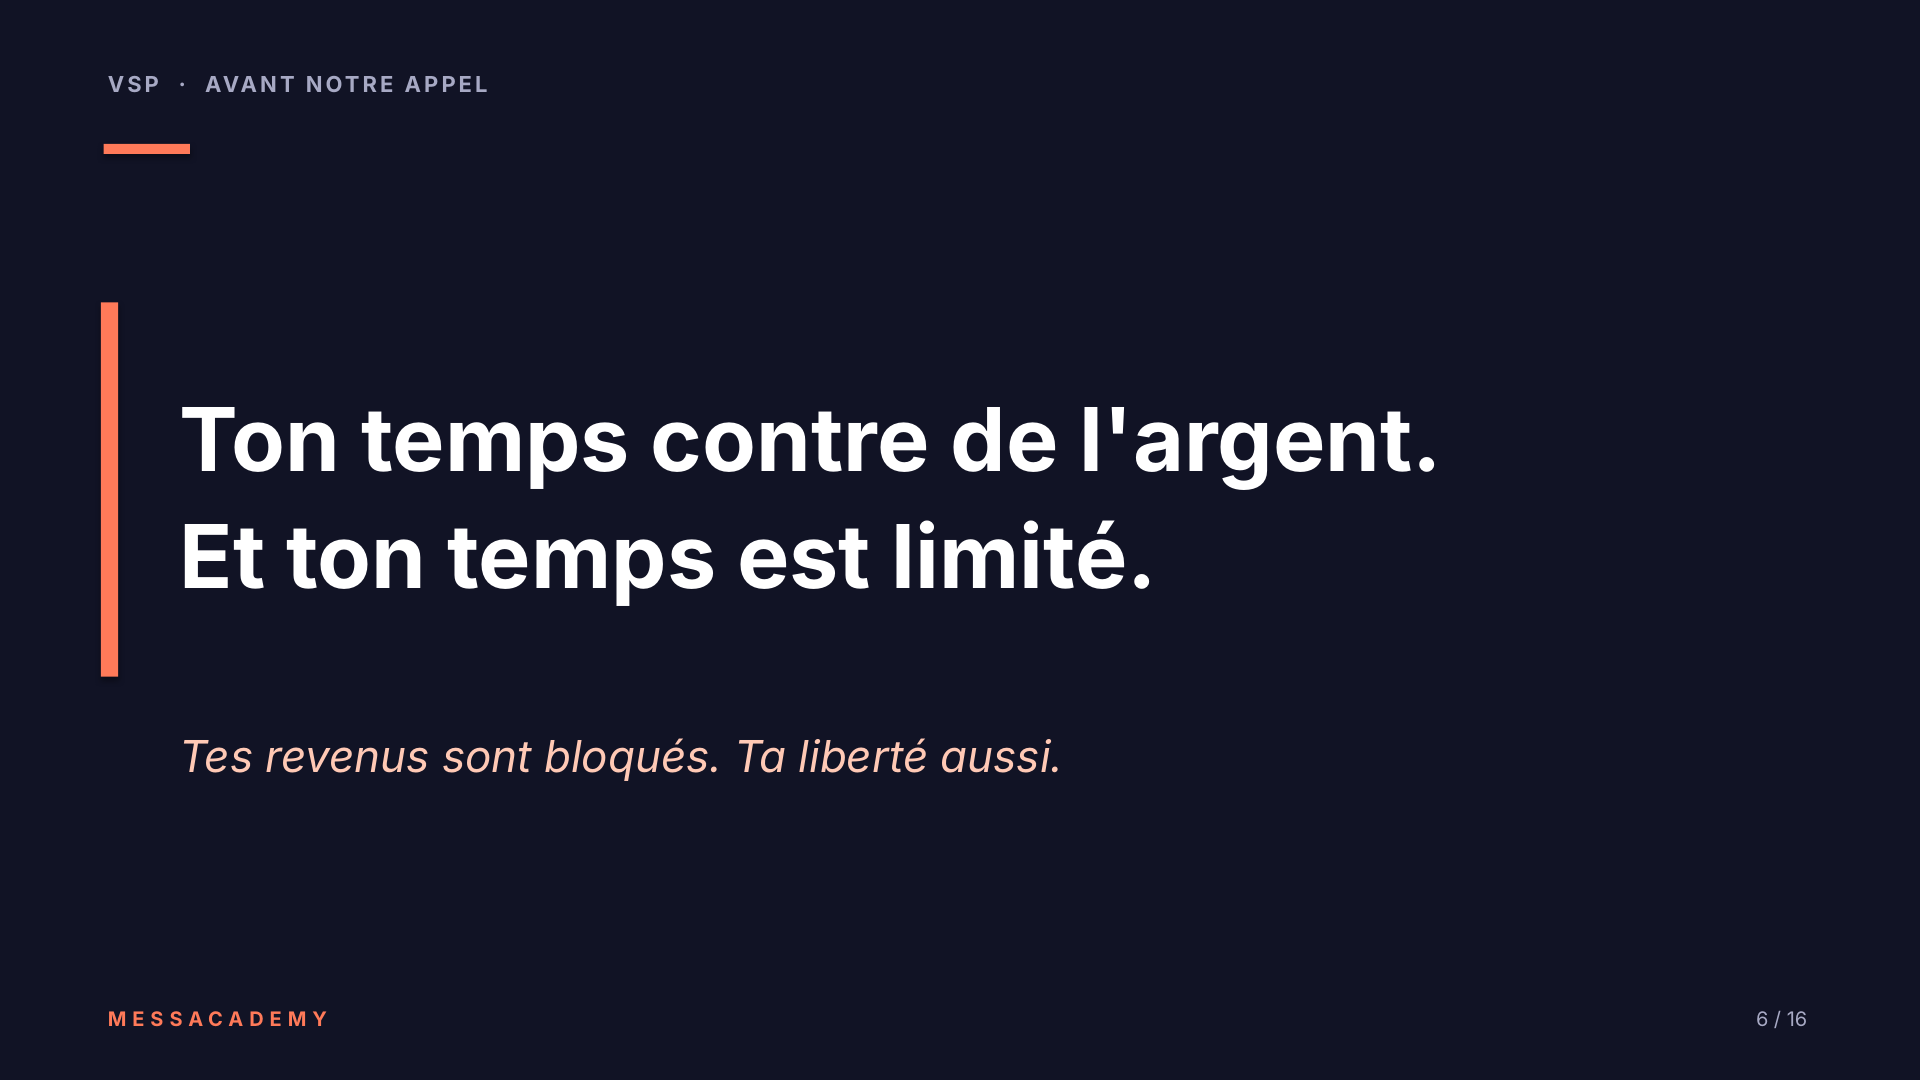 VSP · AVANT NOTRE APPEL
Ton temps contre de l'argent.
Et ton temps est limité.
Tes revenus sont bloqués. Ta liberté aussi.
MESSACADEMY
6 / 16